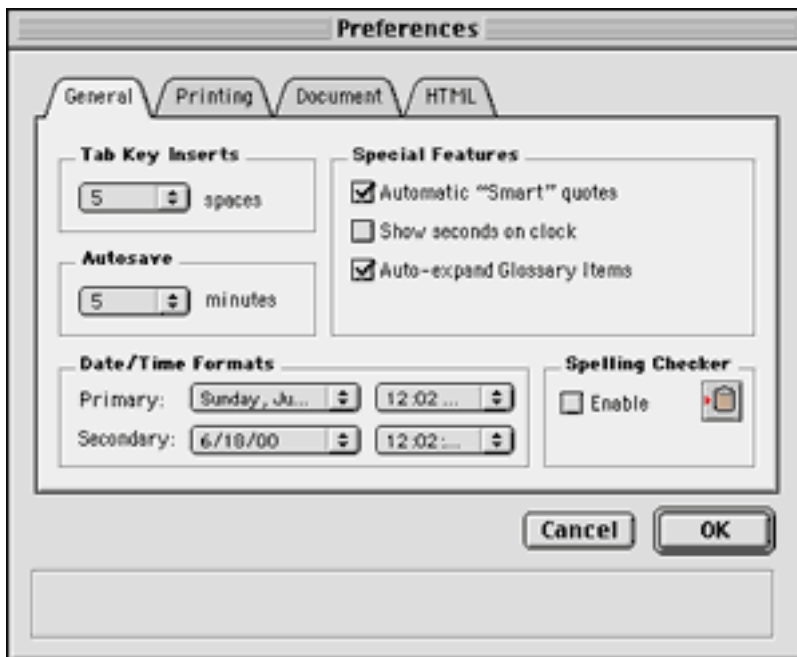 Preferences
General Printing Document HTML
Tab Key Inserts
5 spaces
Special Features
Automatic “Smart” quotes
Show seconds on clock
Auto-expand Glossary Items
Autosave
5 minutes
Date/Time Formats
Primary: Sunday, Ju... 12:02 ...
Secondary: 6/18/00 12:02:...
Spelling Checker
Enable
Cancel OK